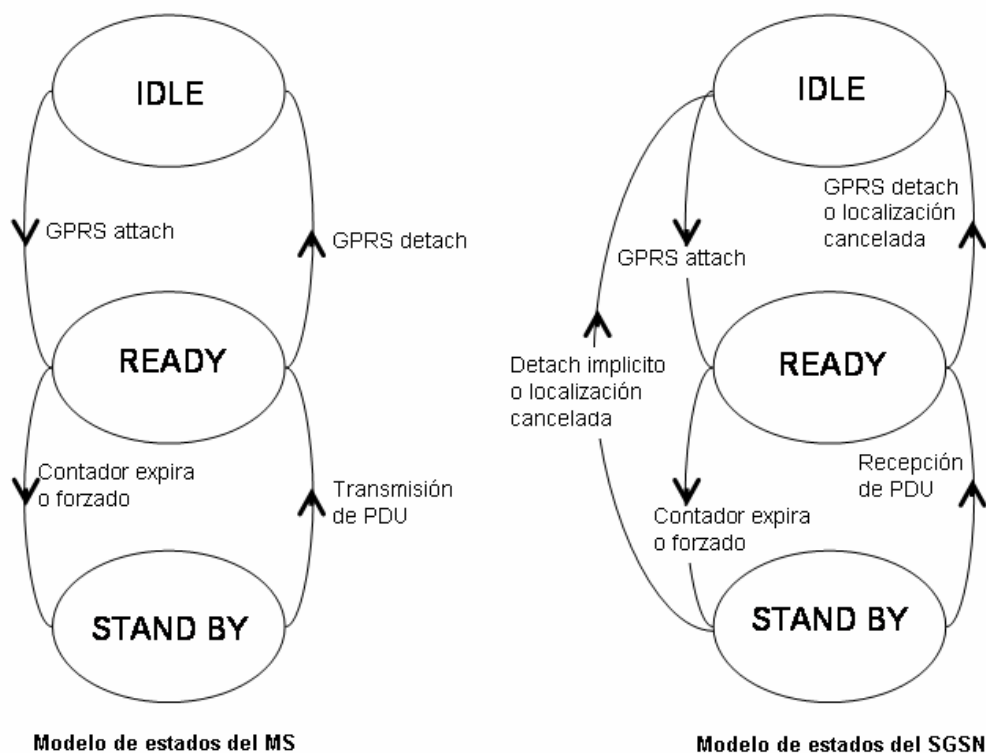 IDLE
GPRS attach
GPRS detach
READY
Contador expira
o forzado
Transmisión
de PDU
STAND BY
Modelo de estados del MS
IDLE
GPRS detach
o localización
cancelada
GPRS attach
READY
Detach implicito
o localización
cancelada
Recepción
de PDU
Contador expira
o forzado
STAND BY
Modelo de estados del SGSN